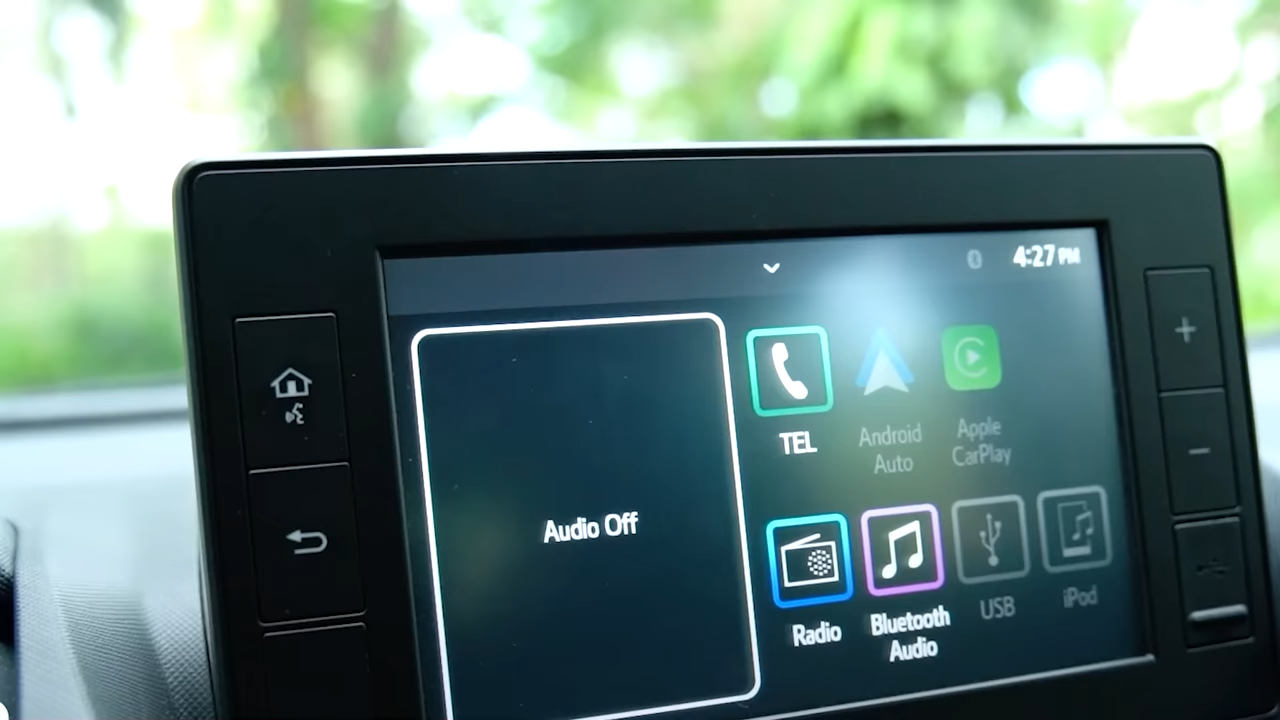 4:27 PM
Audio Off
TEL
Android
Auto
Apple
CarPlay
Radio
Bluetooth
Audio
USB
iPod